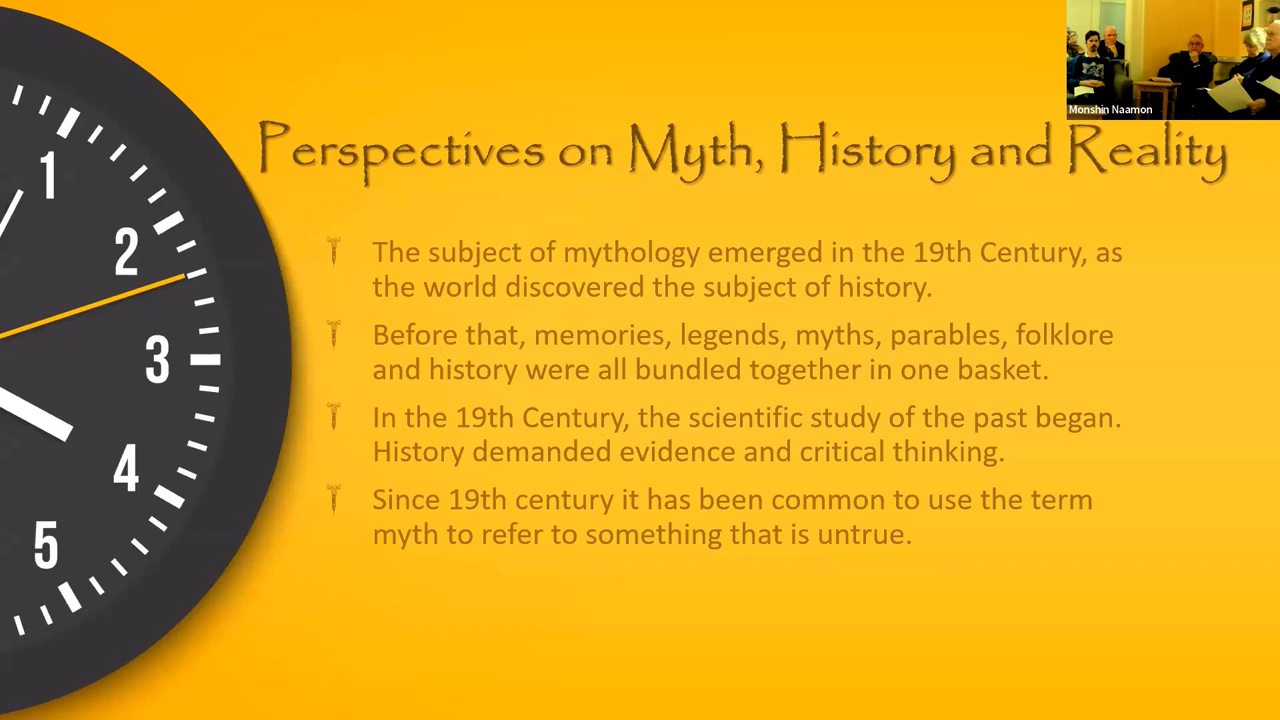 Monshin Naamon
Perspectives on Myth, History and Reality
1
2
3
4
5
The subject of mythology emerged in the 19th Century, as
the world discovered the subject of history.
Before that, memories, legends, myths, parables, folklore
and history were all bundled together in one basket.
In the 19th Century, the scientific study of the past began.
History demanded evidence and critical thinking.
Since 19th century it has been common to use the term
myth to refer to something that is untrue.